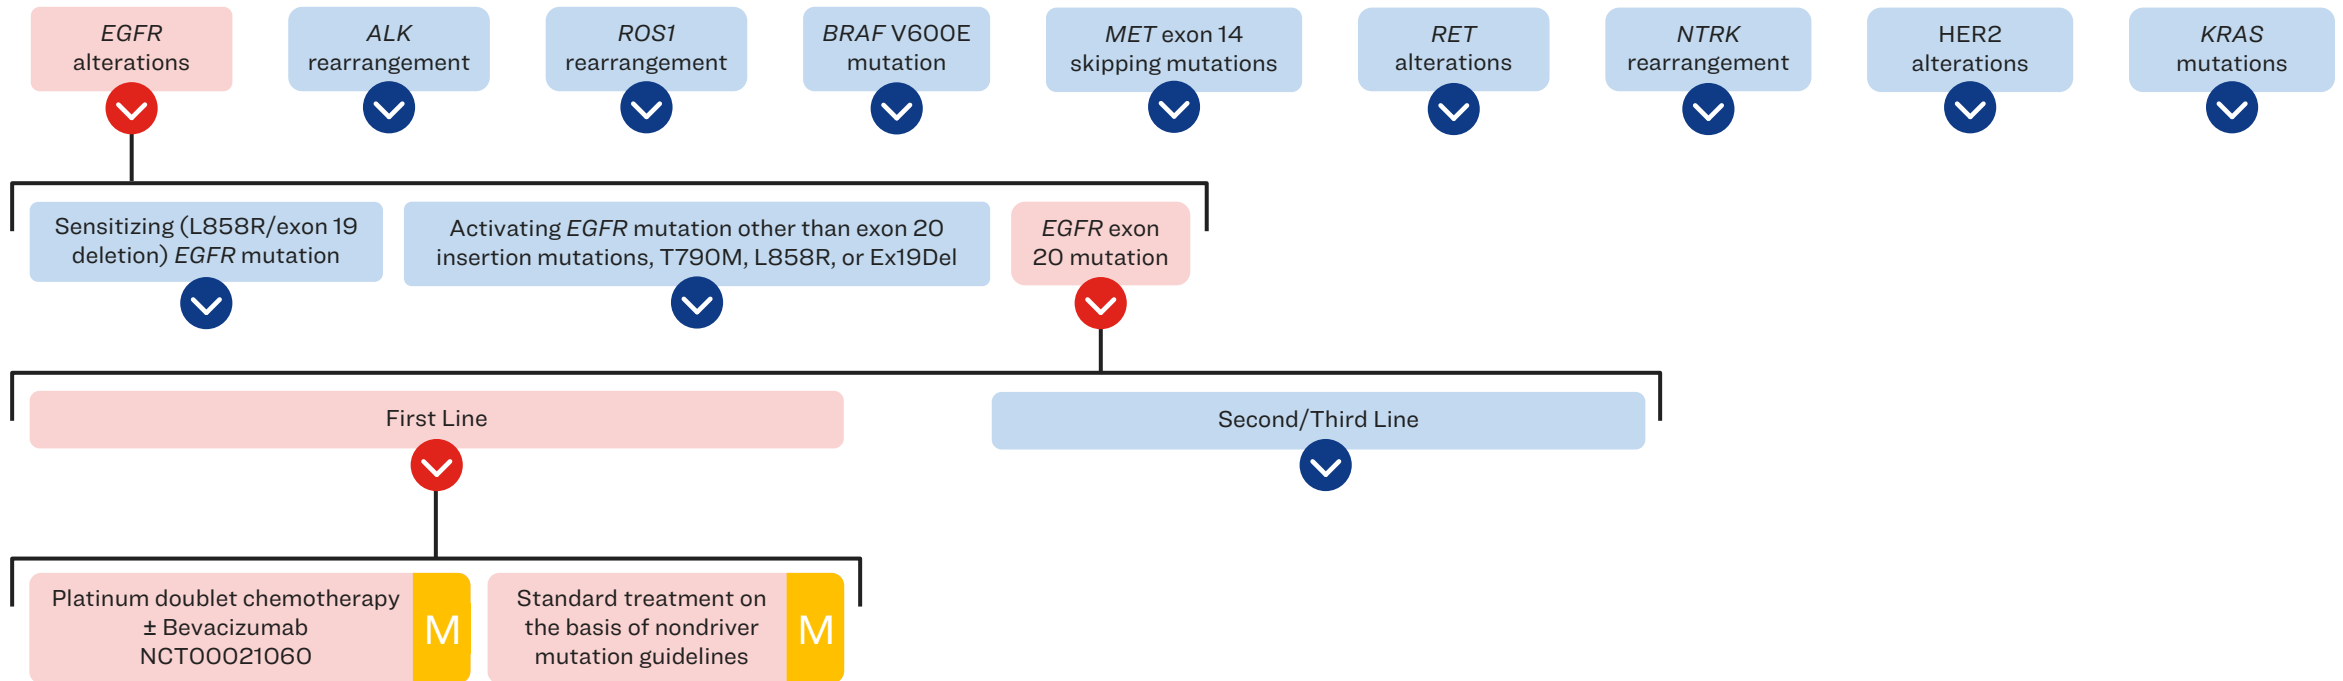 EGFR
alterations
ALK
rearrangement
ROS1
rearrangement
BRAF V600E
mutation
MET exon 14
skipping mutations
RET
alterations
NTRK
rearrangement
HER2
alterations
KRAS
mutations
Sensitizing (L858R/exon 19
deletion) EGFR mutation
Activating EGFR mutation other than exon 20
insertion mutations, T790M, L858R, or Ex19Del
EGFR exon
20 mutation
First Line
Second/Third Line
Platinum doublet chemotherapy
± Bevacizumab
NCT00021060
M
Standard treatment on
the basis of nondriver
mutation guidelines
M